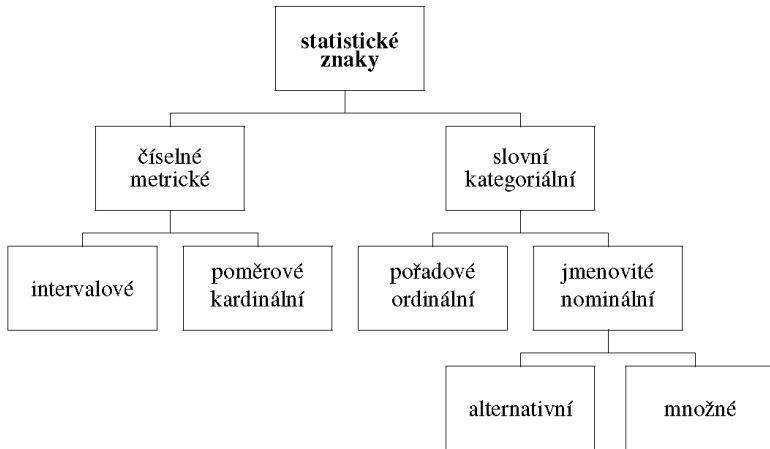 statistické
znaky
číselné
metrické
slovní
kategoriální
intervalové
poměrové
kardinální
pořadové
ordinální
jmenovité
nominální
alternativní
množné